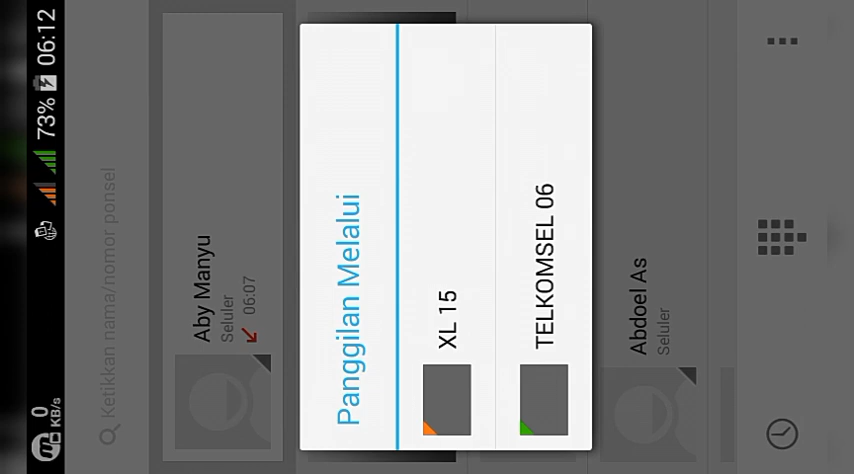 0
KB/s
73%
06:12
Ketikkan nama/nomor ponsel
Aby Manyu
Seluler
06:07
Panggilan Melalui
XL 15
TELKOMSEL 06
Abdoel As
Seluler